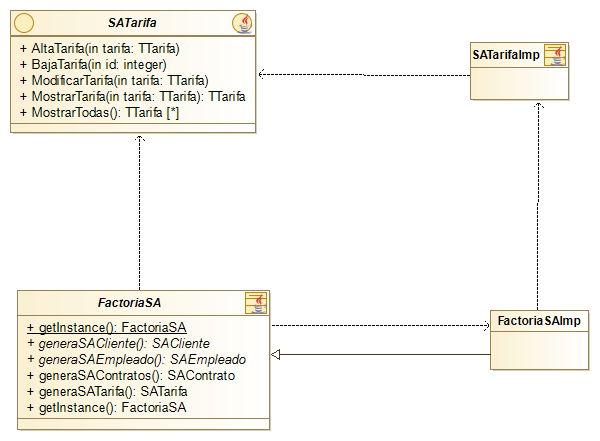 SATarifa
+ AltaTarifa(in tarifa: TTarifa)
+ BajaTarifa(in id: integer)
+ ModificarTarifa(in tarifa: TTarifa)
+ MostrarTarifa(in tarifa: TTarifa): TTarifa
+ MostrarTodas(): TTarifa [*]
SATarifaImp
FactoriaSA
+ getInstance(): FactoriaSA
+ generaSACliente(): SACliente
+ generaSAEmpleado(): SAEmpleado
+ generaSAContratos(): SAContrato
+ generaSATarifa(): SATarifa
+ getInstance(): FactoriaSA
FactoriaSAImp